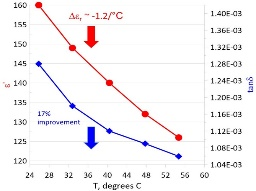 160
155
150
145
140
135
130
125
120
ε'
Δεr ~ -1.2/°C
17%
improvement
1.40E-03
1.36E-03
1.32E-03
1.28E-03
1.24E-03
1.20E-03
1.16E-03
1.12E-03
1.08E-03
1.04E-03
tanδ
24 28 32 36 40 44 48 52 56 60
T, degrees C